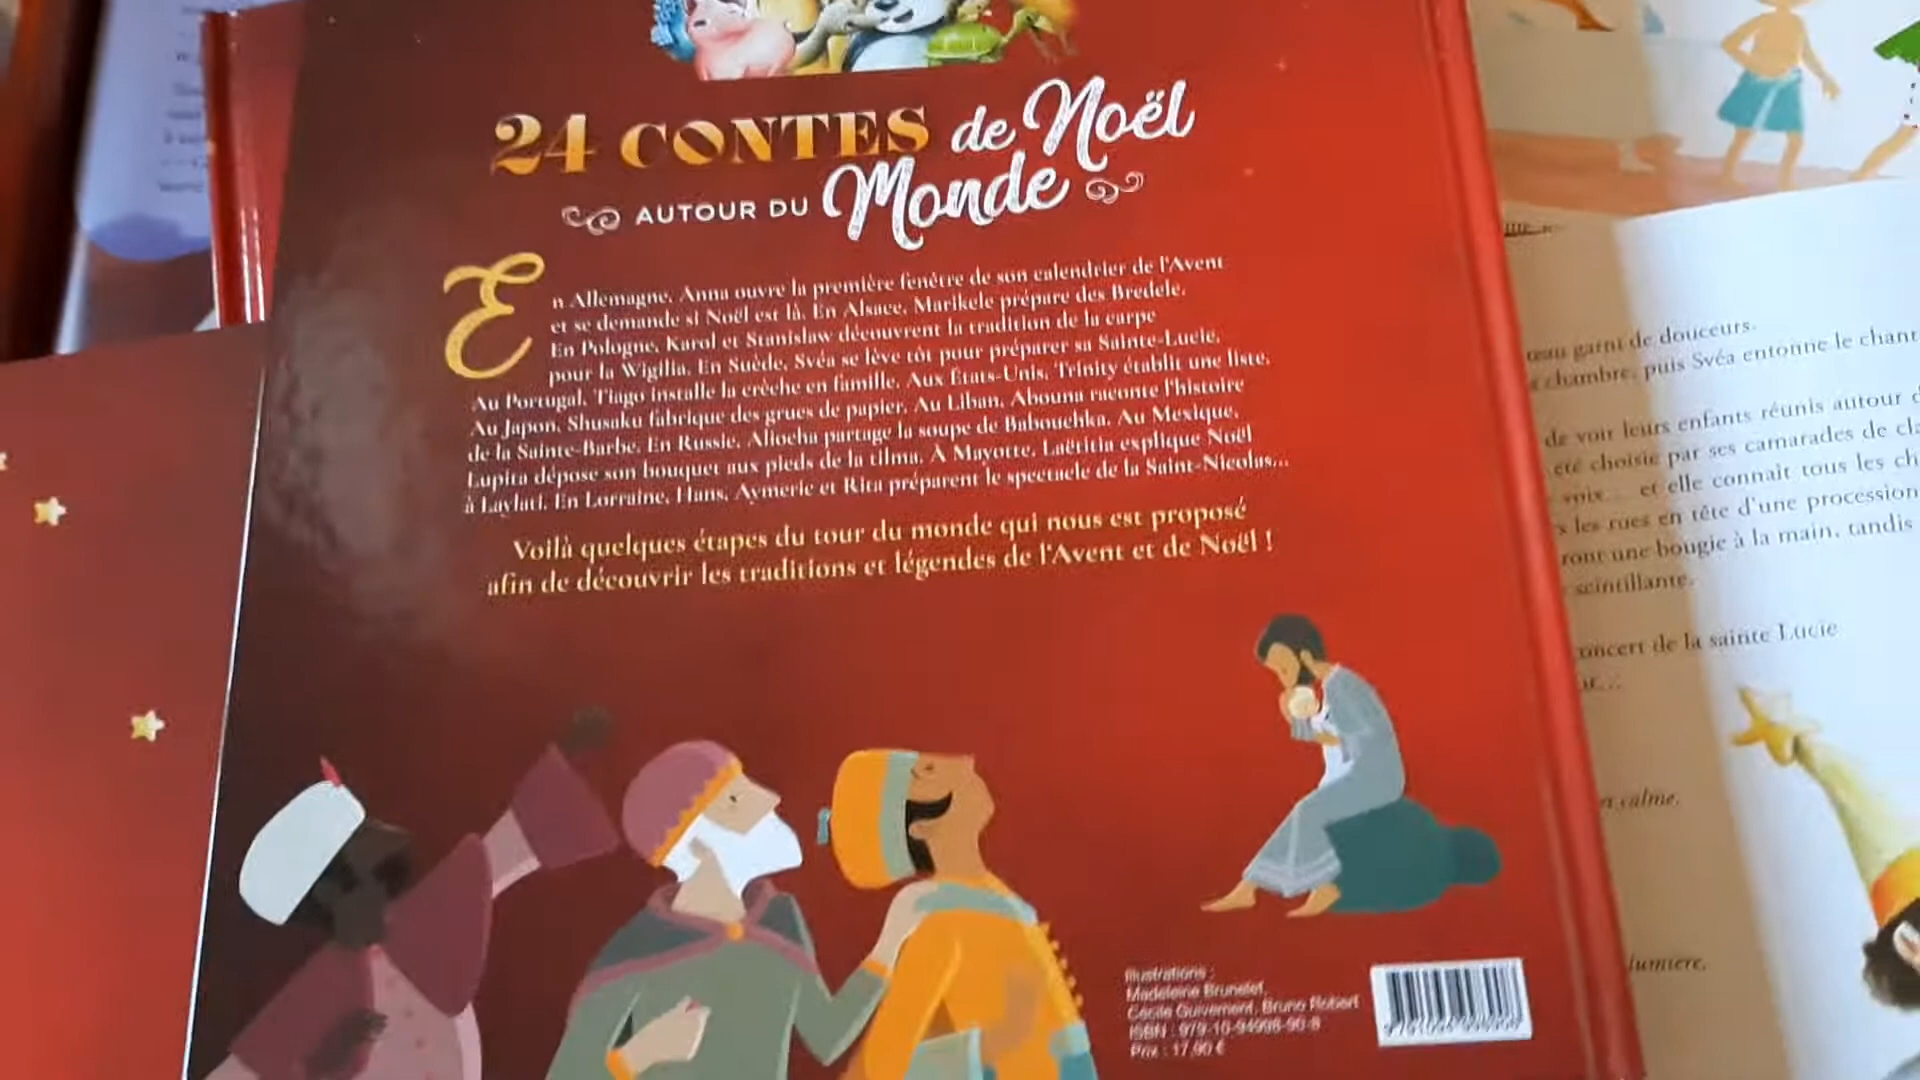 24 CONTES de Noël
AUTOUR DU Monde
En Allemagne, Anna ouvre la première fenêtre de son calendrier de l'Avent
et se demande si Noël est là. En Alsace, Marikele prépare des Bredele.
En Pologne, Karol et Stanislaw découvrent la tradition de la carpe
pour la Wigilia. En Suède, Svéa se lève tôt pour préparer sa Sainte-Lucie.
Au Portugal, Tiago installe la crèche en famille. Aux États-Unis, Trinity établit une liste.
Au Japon, Shusaku fabrique des grues de papier. Au Liban, Abouna raconte l'histoire
de la Sainte-Barbe. En Russie, Aliocha partage la soupe de Babouchka. Au Mexique,
Lupita dépose son bouquet aux pieds de la tilma. À Mayotte, Laëtitia explique Noël
à Laylati. En Lorraine, Hans, Aymeric et Rita préparent le spectacle de la Saint-Nicolas...
Voilà quelques étapes du tour du monde qui nous est proposé
afin de découvrir les traditions et légendes de l'Avent et de Noël !
Illustrations :
Madeleine Brunelet,
Cécile Guivement, Bruno Robert
ISBN : 979-10-94998-90-8
Prix : 17,90 €
garni de douceurs.
chambre, puis Svéa entonne le chant
de voir leurs enfants réunis autour
été choisie par ses camarades de
voix... et elle connaît tous les
les rues en tête d'une procession
ront une bougie à la main, tandis
scintillante.
concert de la sainte Lucie
calme.
lumière.